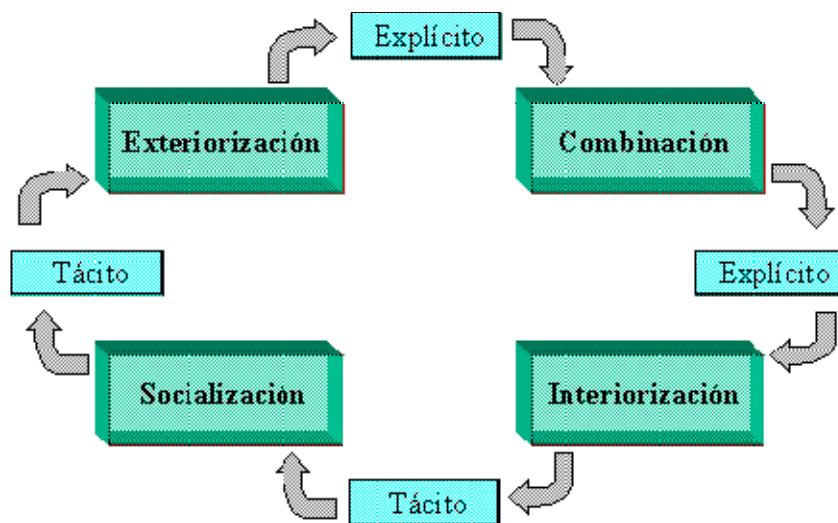 Explícito
Exteriorización
Combinación
Tácito
Explícito
Socialización
Interiorización
Tácito